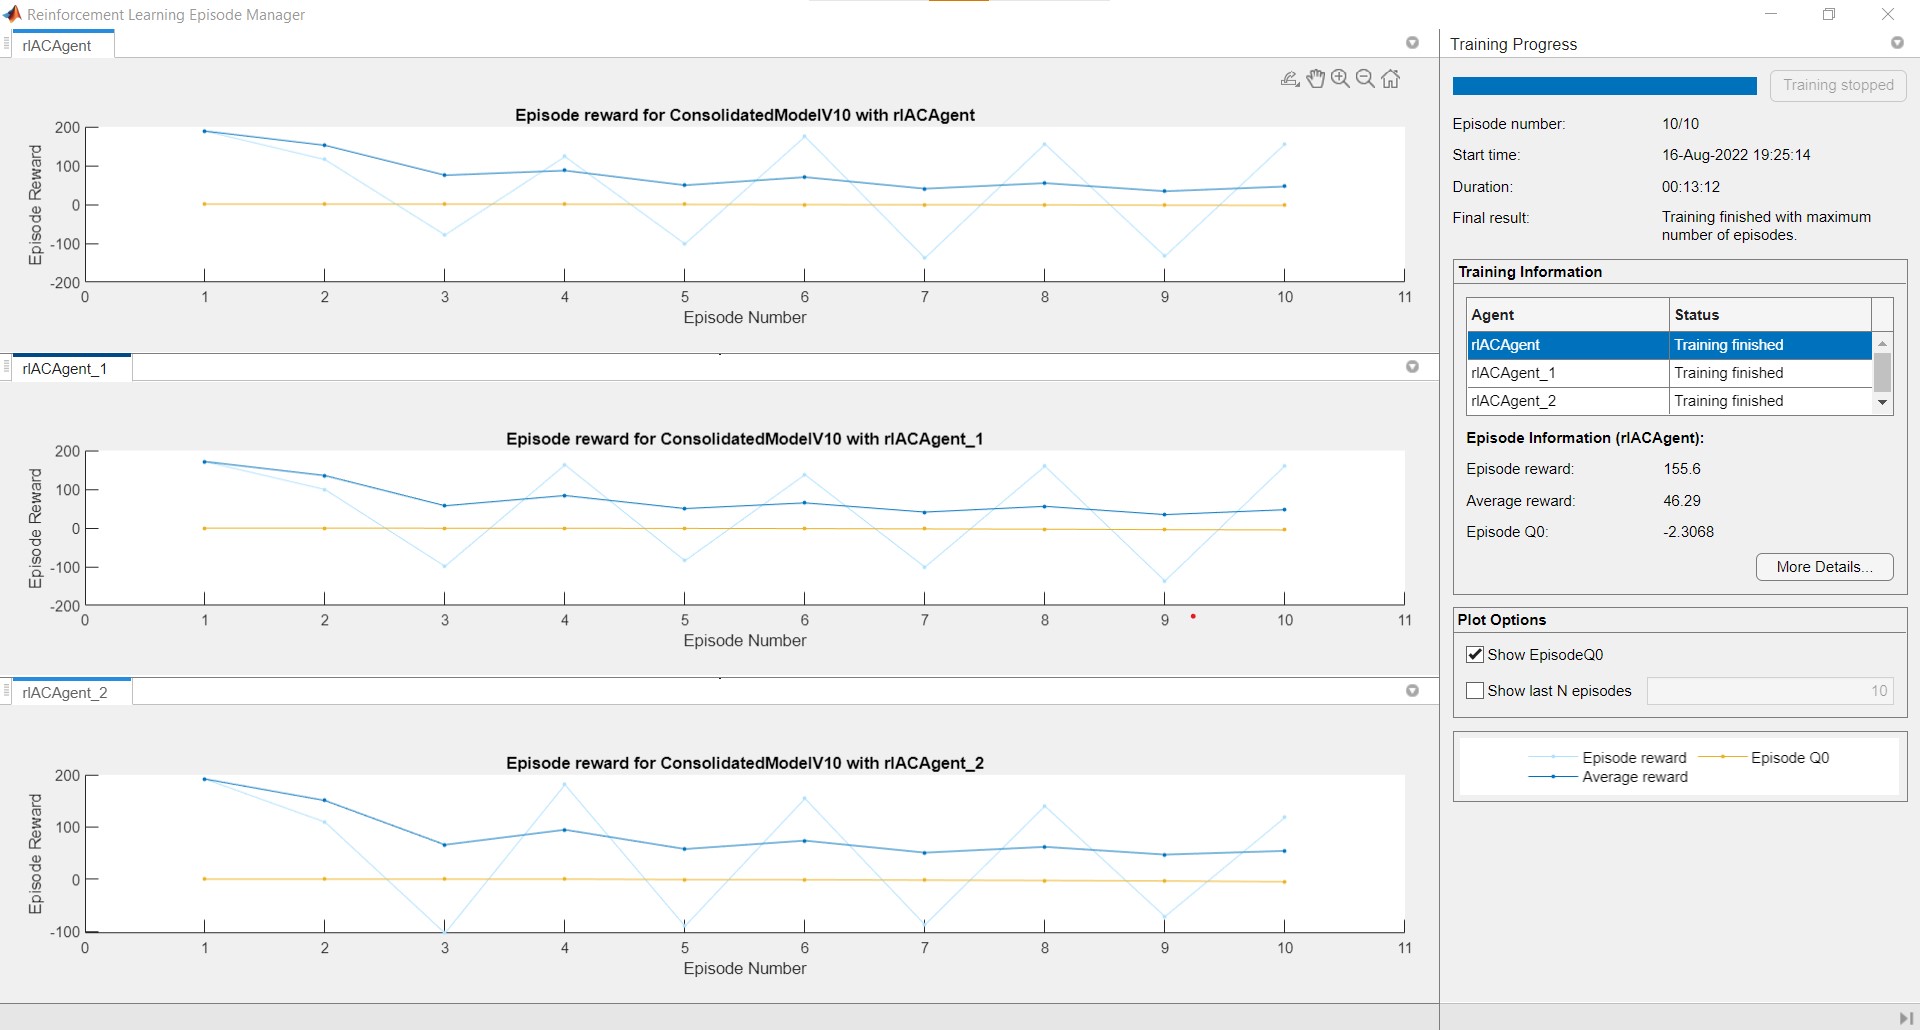 Reinforcement Learning Episode Manager
rlACAgent
Episode reward for ConsolidatedModelV10 with rlACAgent
Episode Reward
200
100
0
-100
-200
0 1 2 3 4 5 6 7 8 9 10 11
Episode Number
rlACAgent_1
Episode reward for ConsolidatedModelV10 with rlACAgent_1
Episode Reward
200
100
0
-100
-200
0 1 2 3 4 5 6 7 8 9 10 11
Episode Number
rlACAgent_2
Episode reward for ConsolidatedModelV10 with rlACAgent_2
Episode Reward
200
100
0
-100
0 1 2 3 4 5 6 7 8 9 10 11
Episode Number
Training Progress
Training stopped
Episode number: 10/10
Start time: 16-Aug-2022 19:25:14
Duration: 00:13:12
Final result: Training finished with maximum
number of episodes.
Training Information
Agent Status
rlACAgent Training finished
rlACAgent_1 Training finished
rlACAgent_2 Training finished
Episode Information (rlACAgent):
Episode reward: 155.6
Average reward: 46.29
Episode Q0: -2.3068
More Details...
Plot Options
Show EpisodeQ0
Show last N episodes 10
Episode reward Episode Q0
Average reward